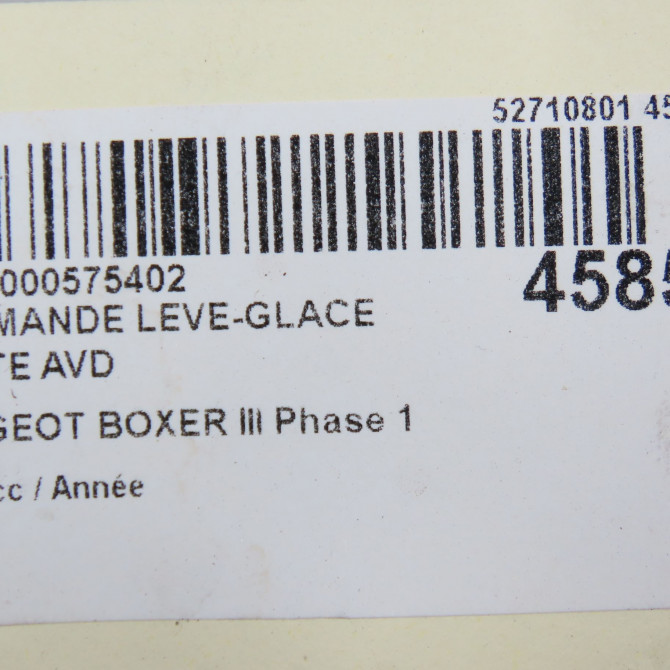 52710801 45
000575402
4585
MANDE LEVE-GLACE
TE AVD
GEOT BOXER III Phase 1
cc / Année